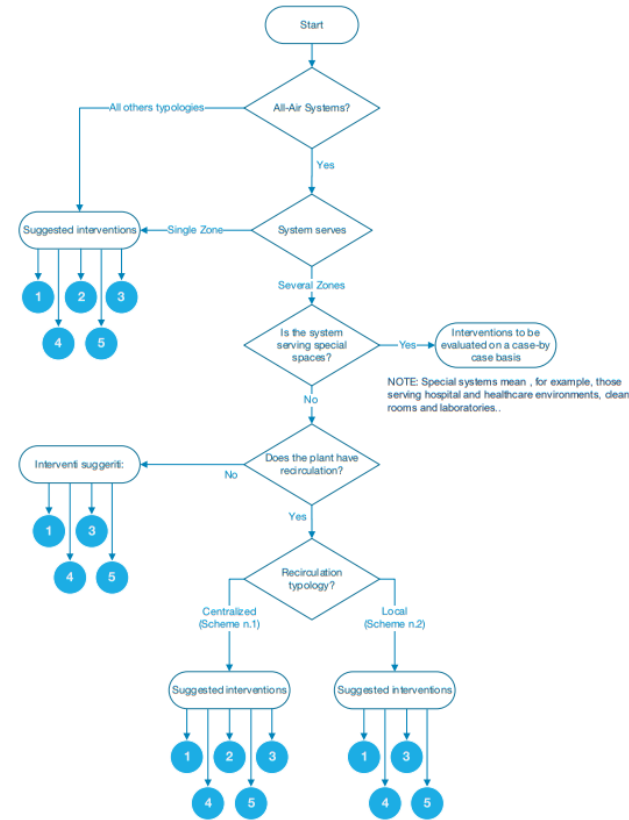 Start
All-Air Systems?
All others typologies
Yes
Suggested interventions
Single Zone
System serves
1
2
3
4
5
Several Zones
Is the system
serving special
spaces?
Yes
Interventions to be
evaluated on a case-by
case basis
NOTE: Special systems mean , for example, those
serving hospital and healthcare environments, clean
rooms and laboratories..
No
Does the plant have
recirculation?
No
Interventi suggeriti:
1
3
4
5
Yes
Recirculation
typology?
Centralized
(Scheme n.1)
Local
(Scheme n.2)
Suggested interventions
1
2
3
4
5
Suggested interventions
1
3
4
5